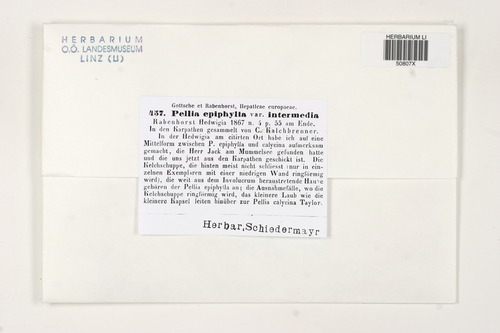 HERBARIUM
O.Ö. LANDESMUSEUM
LINZ (LI)
HERBARIUM LI
50807X
Gottsche et Rabenhorst, Hepaticae europaeae.
457. Pellia epiphylla var. intermedia
Rabenhorst Hedwigia 1867 n. 4 p. 55 am Ende.
In den Karpathen gesammelt von C. Kalchbrenner.
In der Hedwigia am citirten Ort habe ich auf eine
Mittelform zwischen P. epiphylla und calycina aufmerksam
gemacht, die Herr Jack am Mummelsee gefunden hatte
und die uns jetzt aus den Karpathen geschickt ist. Die
Kelchschuppe, die hinten meist nicht schliesst (nur in ein-
zelnen Exemplaren mit einer niedrigen Wand ringförmig
wird), die weit aus dem Involucrum heraustretende Haube
gehören der Pellia epiphylla an; die Ausnahmefälle, wo die
Kelchschuppe ringförmig wird, das kleinere Laub wie die
kleinere Kapsel leiten hinüber zur Pellia calycina Taylor.
Herbar, Schiedermayr